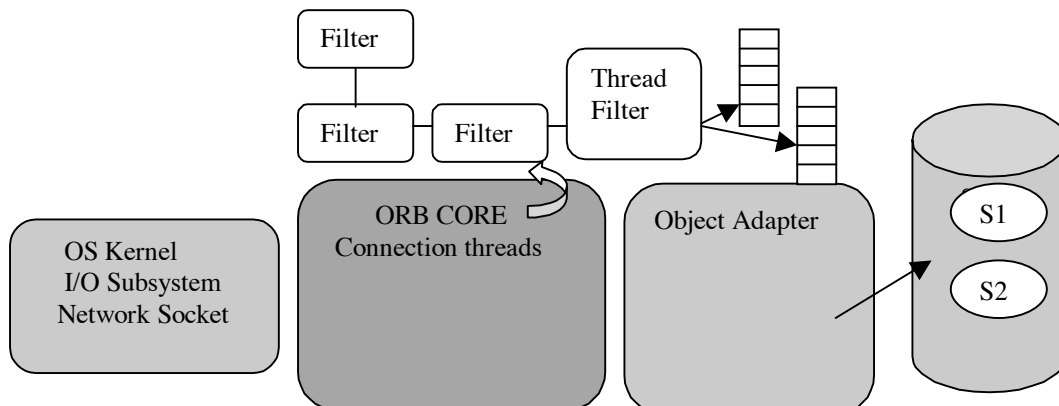 Filter
Filter
Filter
Thread
Filter
ORB CORE
Connection threads
Object Adapter
OS Kernel
I/O Subsystem
Network Socket
S1
S2